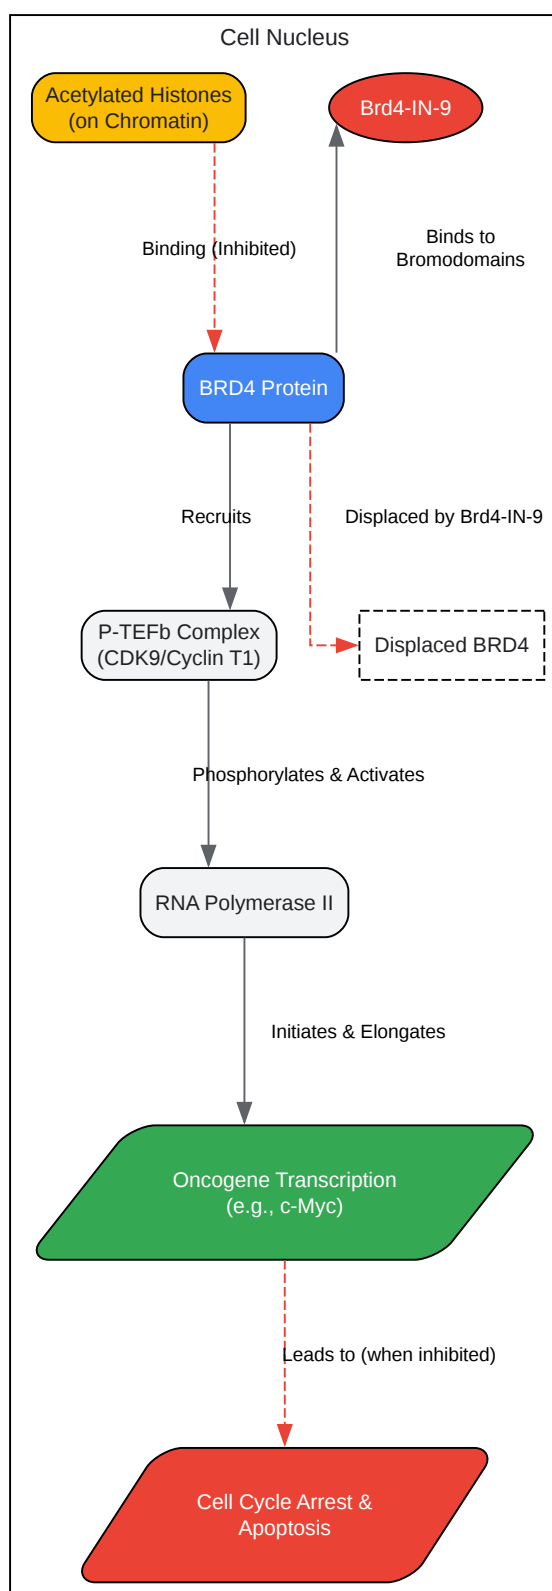 Cell Nucleus
Acetylated Histones
(on Chromatin)
Brd4-IN-9
Binding (Inhibited)
Binds to
Bromodomains
BRD4 Protein
Recruits
Displaced by Brd4-IN-9
P-TEFb Complex
(CDK9/Cyclin T1)
Displaced BRD4
Phosphorylates & Activates
RNA Polymerase II
Initiates & Elongates
Oncogene Transcription
(e.g., c-Myc)
Leads to (when inhibited)
Cell Cycle Arrest &
Apoptosis